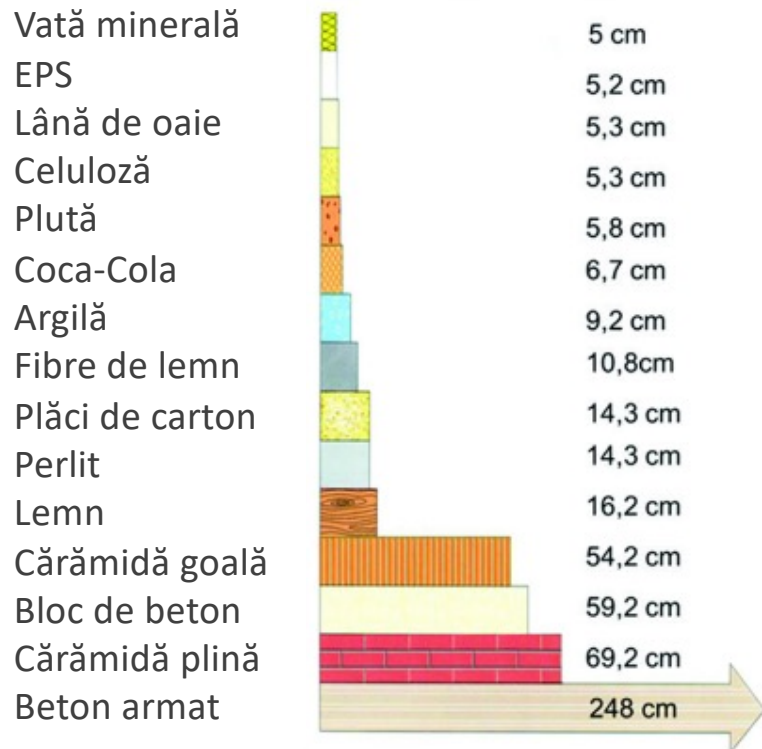 Vată minerală 5 cm
EPS 5,2 cm
Lână de oaie 5,3 cm
Celuloză 5,3 cm
Plută 5,8 cm
Coca-Cola 6,7 cm
Argilă 9,2 cm
Fibre de lemn 10,8cm
Plăci de carton 14,3 cm
Perlit 14,3 cm
Lemn 16,2 cm
Cărămidă goală 54,2 cm
Bloc de beton 59,2 cm
Cărămidă plină 69,2 cm
Beton armat 248 cm